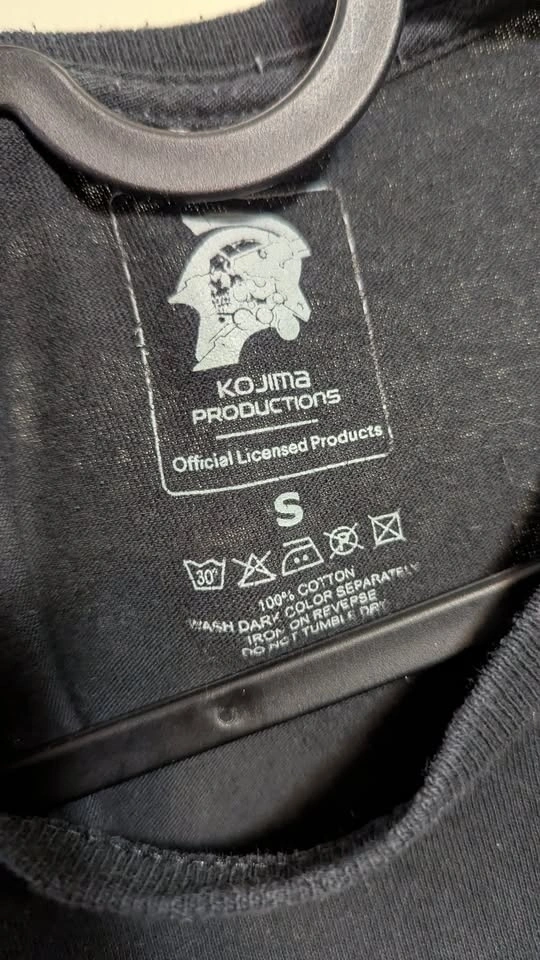 KOJIMA
PRODUCTIONS
Official Licensed Products
S
30°
P
100% COTTON
WASH DARK COLOR SEPARATELY
IRON ON REVERSE
DO NOT TUMBLE DRY